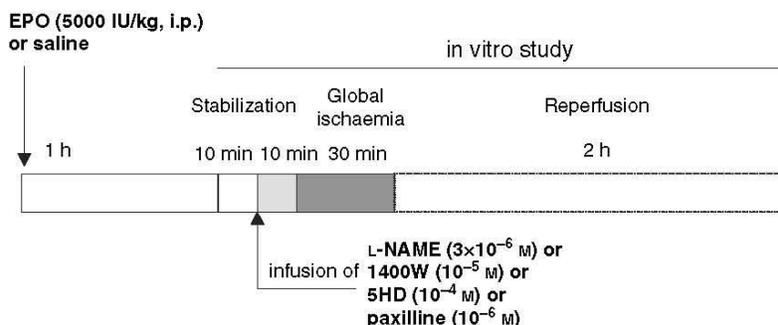 EPO (5000 IU/kg, i.p.)
or saline
in vitro study
Stabilization
Global
ischaemia
Reperfusion
1 h
10 min
10 min
30 min
2 h
infusion of
L-NAME (3×10⁻⁶ M) or
1400W (10⁻⁵ M) or
5HD (10⁻⁴ M) or
paxilline (10⁻⁶ M)